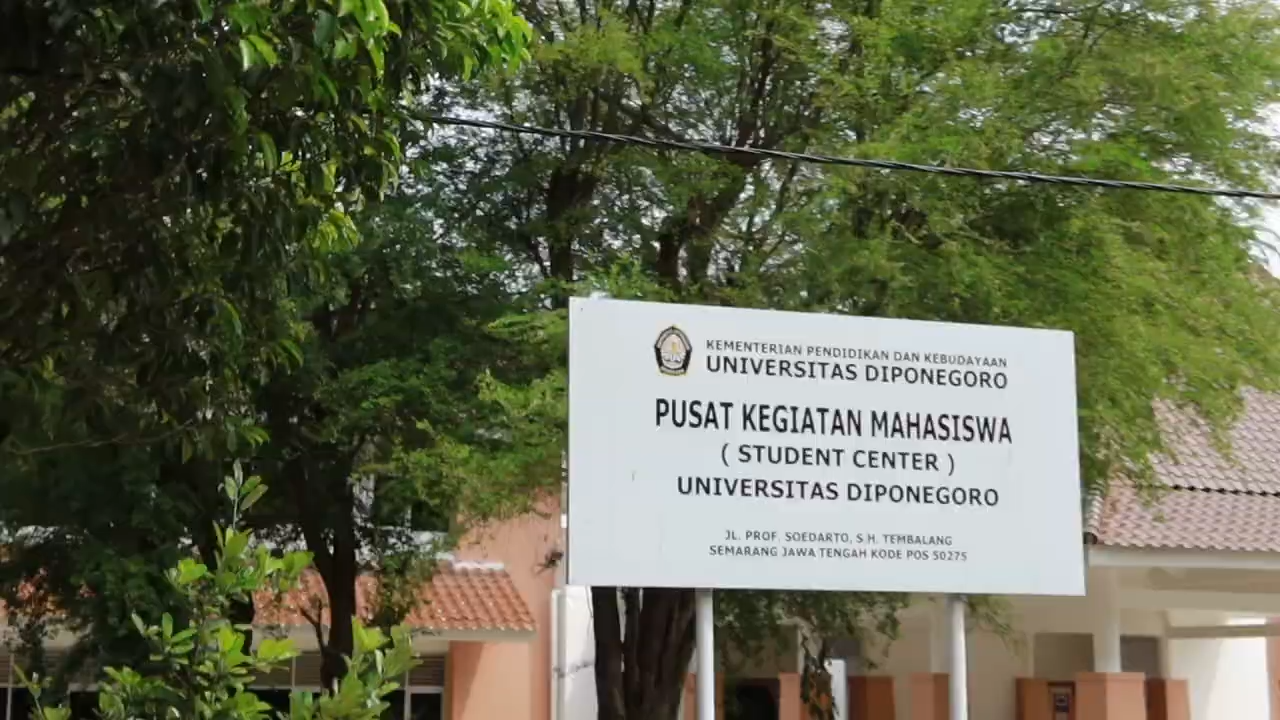 KEMENTERIAN PENDIDIKAN DAN KEBUDAYAAN
UNIVERSITAS DIPONEGORO
PUSAT KEGIATAN MAHASISWA
( STUDENT CENTER )
UNIVERSITAS DIPONEGORO
JL. PROF. SOEDARTO, S.H. TEMBALANG
SEMARANG JAWA TENGAH KODE POS 50275